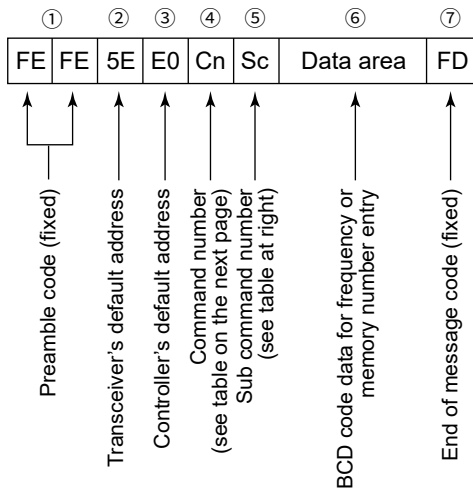 ① ② ③ ④ ⑤ ⑥ ⑦
FE FE 5E E0 Cn Sc Data area FD
Preamble code (fixed)
Transceiver's default address
Controller's default address
Command number
(see table on the next page)
Sub command number
(see table at right)
BCD code data for frequency or
memory number entry
End of message code (fixed)